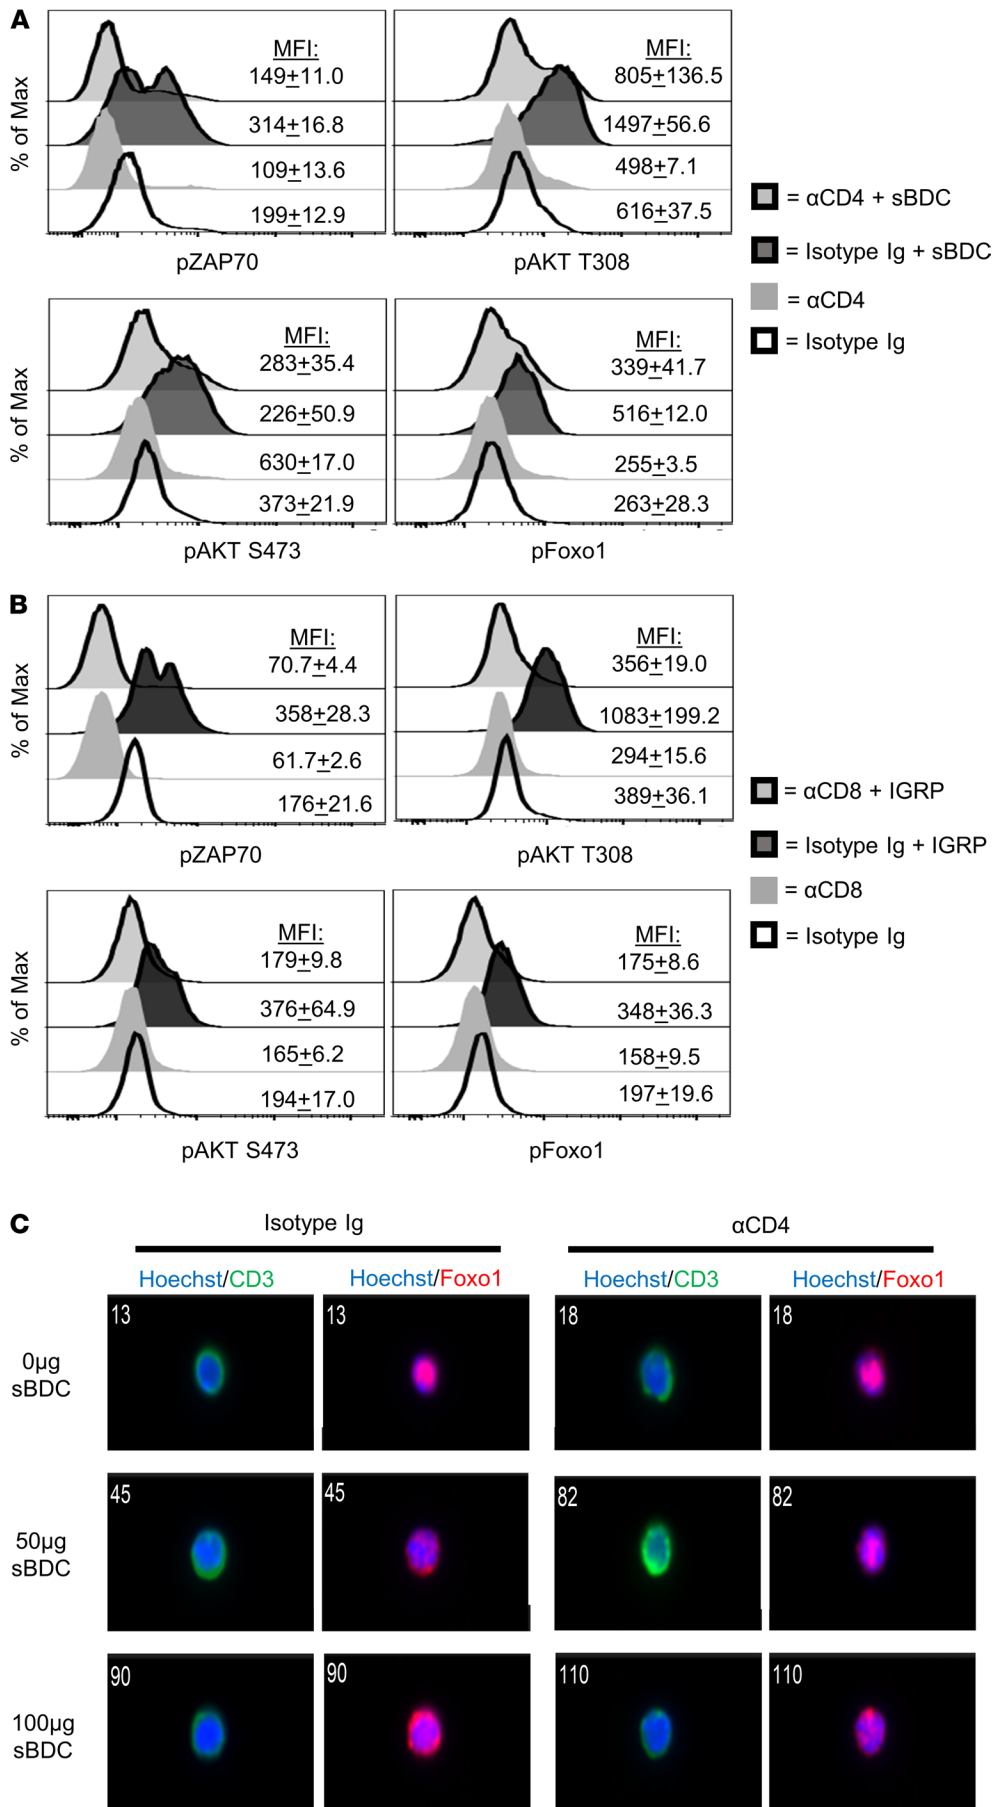 A
% of Max
MFI:
149±11.0
314±16.8
109±13.6
199±12.9
pZAP70
MFI:
805±136.5
1497±56.6
498±7.1
616±37.5
pAKT T308
= αCD4 + sBDC
= Isotype Ig + sBDC
= αCD4
= Isotype Ig
% of Max
MFI:
283±35.4
226±50.9
630±17.0
373±21.9
pAKT S473
MFI:
339±41.7
516±12.0
255±3.5
263±28.3
pFoxo1
B
% of Max
MFI:
70.7±4.4
358±28.3
61.7±2.6
176±21.6
pZAP70
MFI:
356±19.0
1083±199.2
294±15.6
389±36.1
pAKT T308
= αCD8 + IGRP
= Isotype Ig + IGRP
= αCD8
= Isotype Ig
% of Max
MFI:
179±9.8
376±64.9
165±6.2
194±17.0
pAKT S473
MFI:
175±8.6
348±36.3
158±9.5
197±19.6
pFoxo1
C
Isotype Ig
αCD4
Hoechst/CD3
Hoechst/Foxo1
Hoechst/CD3
Hoechst/Foxo1
0µg
sBDC
13
13
18
18
50µg
sBDC
45
45
82
82
100µg
sBDC
90
90
110
110